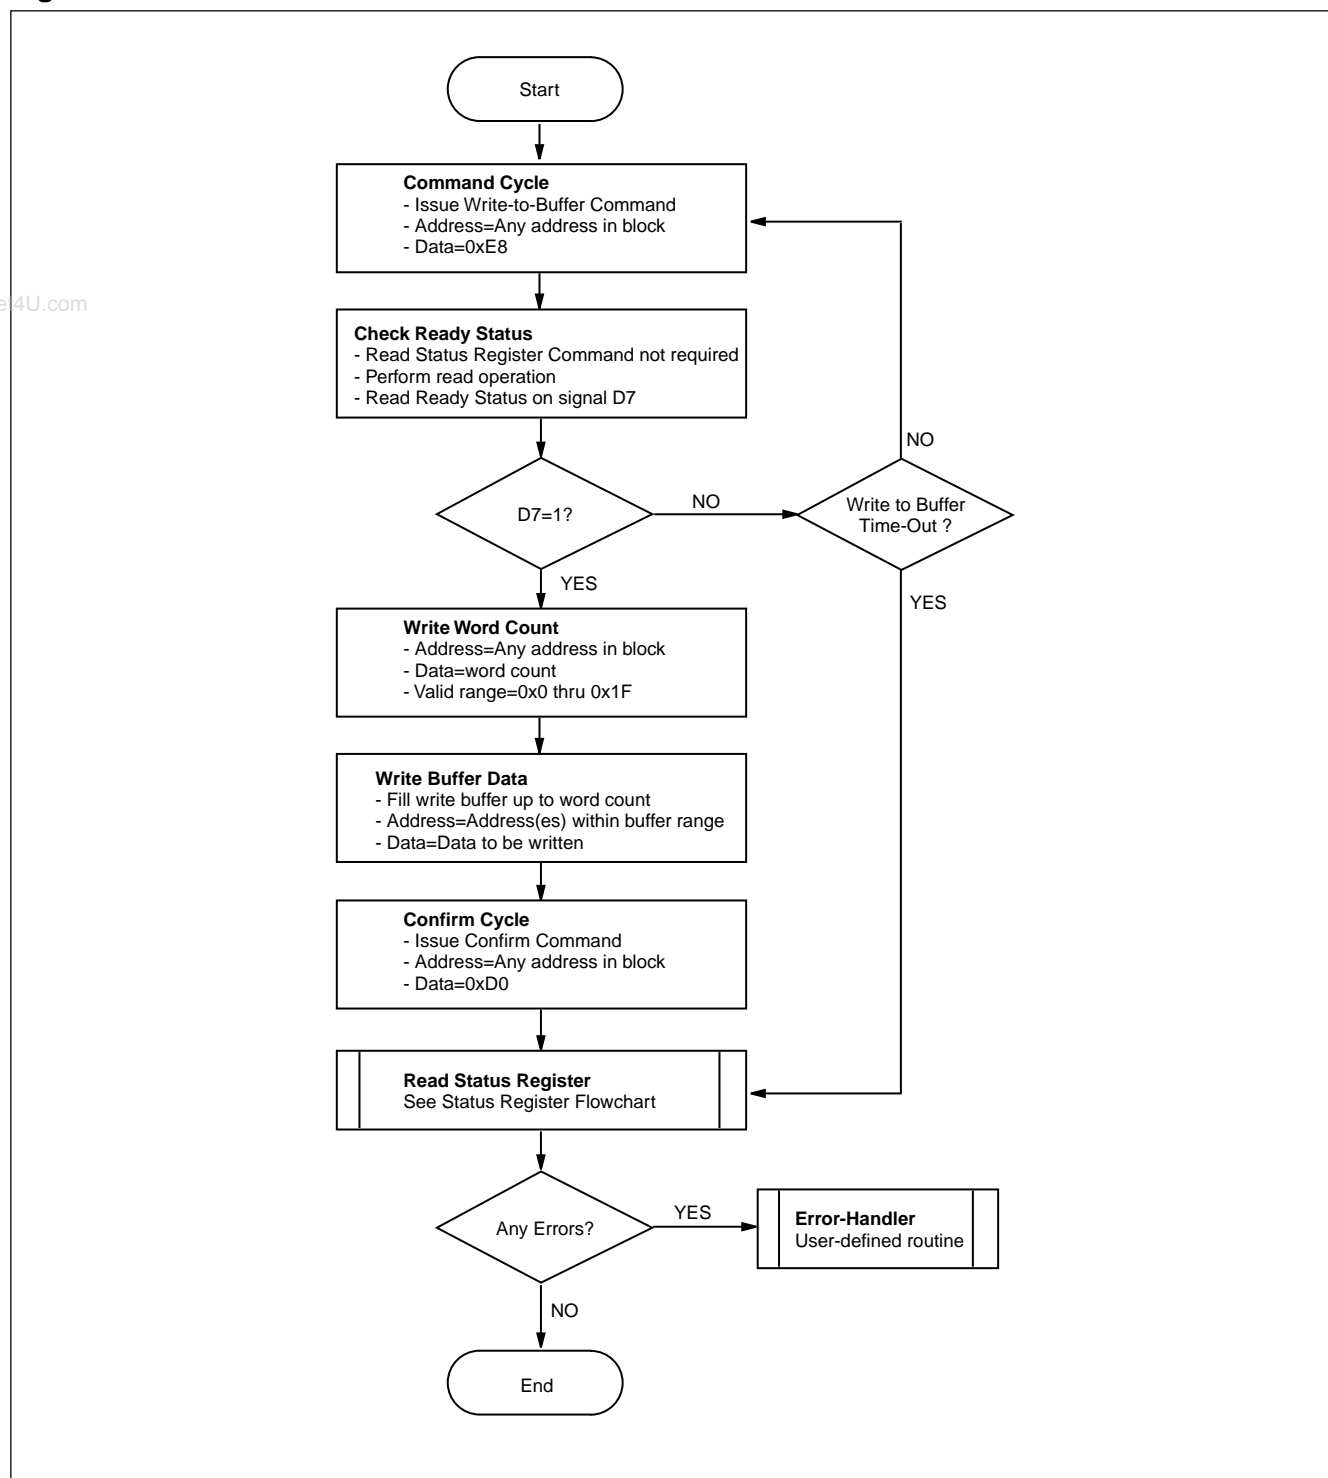 Start
Command Cycle
- Issue Write-to-Buffer Command
- Address=Any address in block
- Data=0xE8
4U.com
Check Ready Status
- Read Status Register Command not required
- Perform read operation
- Read Ready Status on signal D7
NO
D7=1?
NO
Write to Buffer
Time-Out ?
YES
YES
Write Word Count
- Address=Any address in block
- Data=word count
- Valid range=0x0 thru 0x1F
Write Buffer Data
- Fill write buffer up to word count
- Address=Address(es) within buffer range
- Data=Data to be written
Confirm Cycle
- Issue Confirm Command
- Address=Any address in block
- Data=0xD0
Read Status Register
See Status Register Flowchart
Any Errors?
YES
Error-Handler
User-defined routine
NO
End